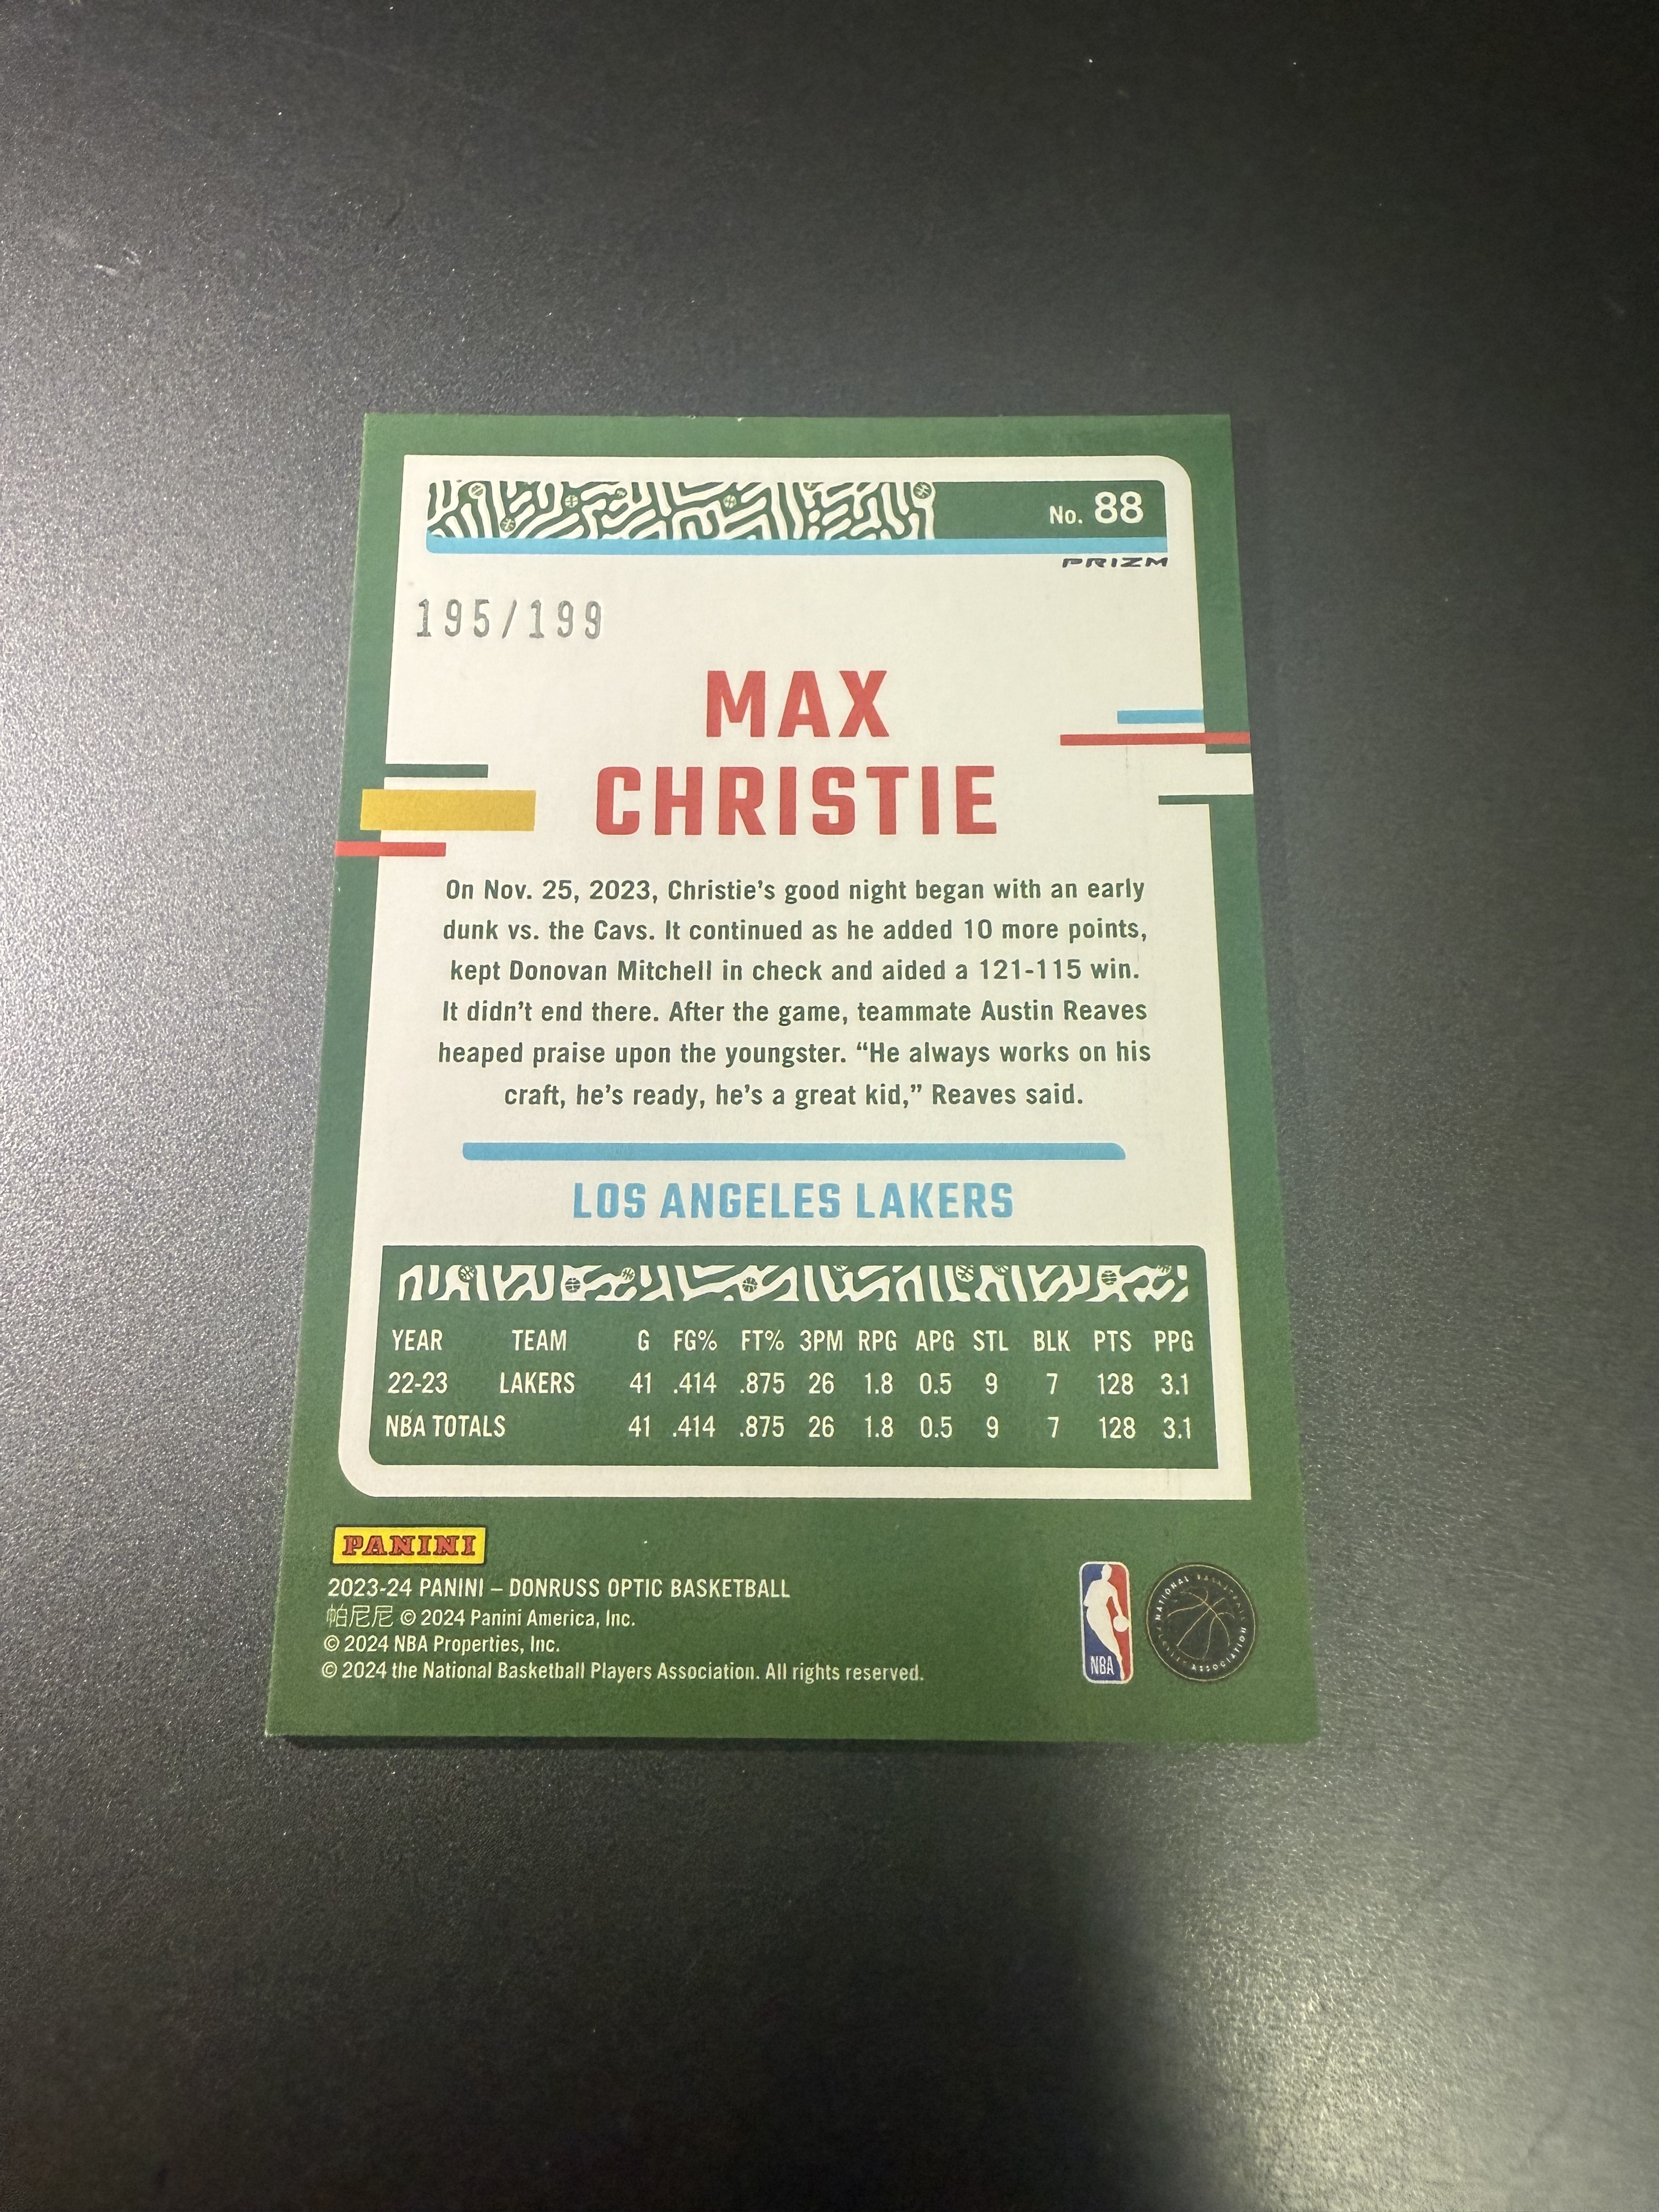 No. 88
PRIZM
195/199
MAX
CHRISTIE
On Nov. 25, 2023, Christie’s good night began with an early
dunk vs. the Cavs. It continued as he added 10 more points,
kept Donovan Mitchell in check and aided a 121-115 win.
It didn’t end there. After the game, teammate Austin Reaves
heaped praise upon the youngster. “He always works on his
craft, he’s ready, he’s a great kid,” Reaves said.
LOS ANGELES LAKERS
YEAR TEAM G FG% FT% 3PM RPG APG STL BLK PTS PPG
22-23 LAKERS 41 .414 .875 26 1.8 0.5 9 7 128 3.1
NBA TOTALS 41 .414 .875 26 1.8 0.5 9 7 128 3.1
PANINI
2023-24 PANINI – DONRUSS OPTIC BASKETBALL
帕尼尼 © 2024 Panini America, Inc.
© 2024 NBA Properties, Inc.
© 2024 the National Basketball Players Association. All rights reserved.
NBA
NATIONAL BASKETBALL PLAYERS ASSOCIATION